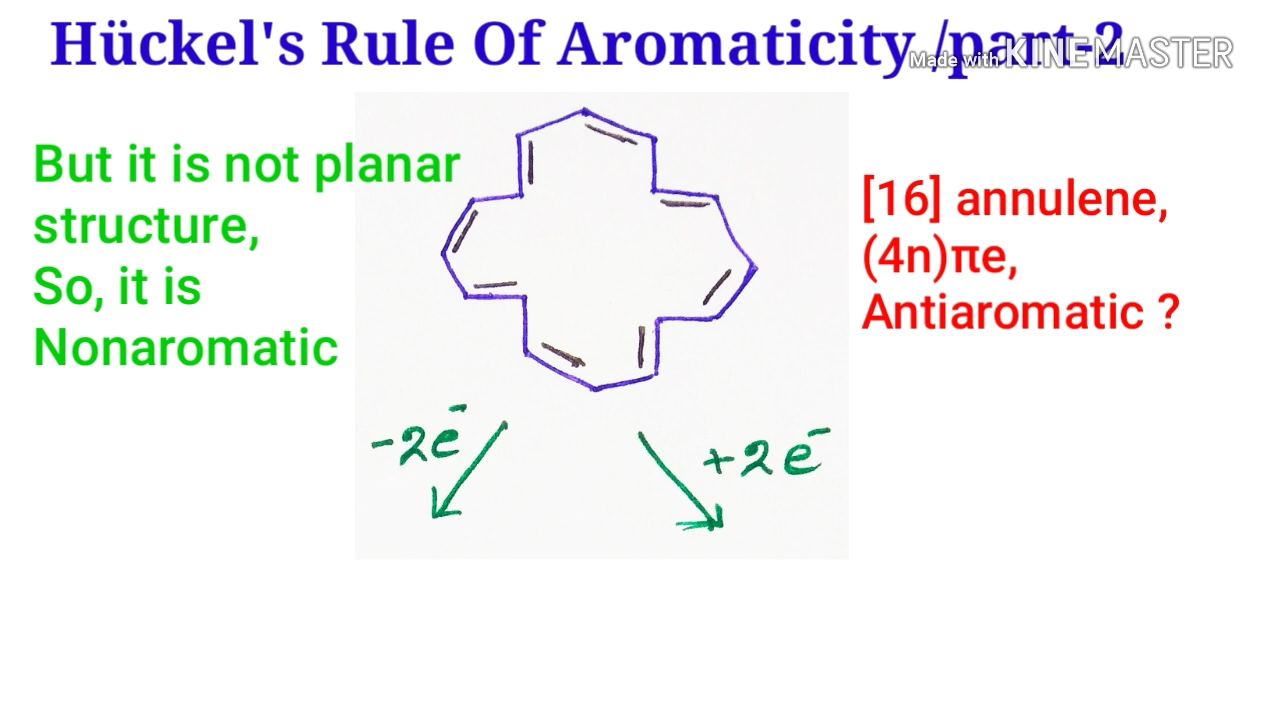 Hückel's Rule Of Aromaticity /part-2
Made with KINEMASTER
But it is not planar
structure,
So, it is
Nonaromatic
[16] annulene,
(4n)πe,
Antiaromatic ?
-2e⁻
+2e⁻